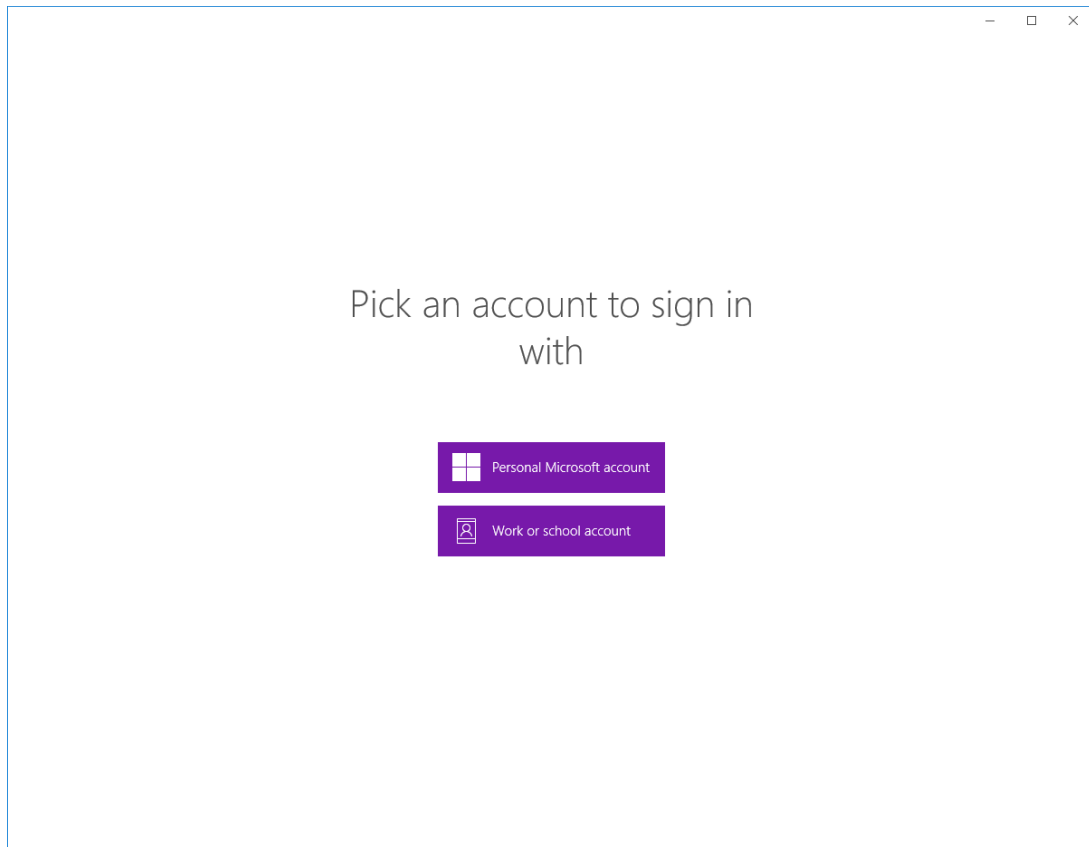 Pick an account to sign in
with
Personal Microsoft account
Work or school account